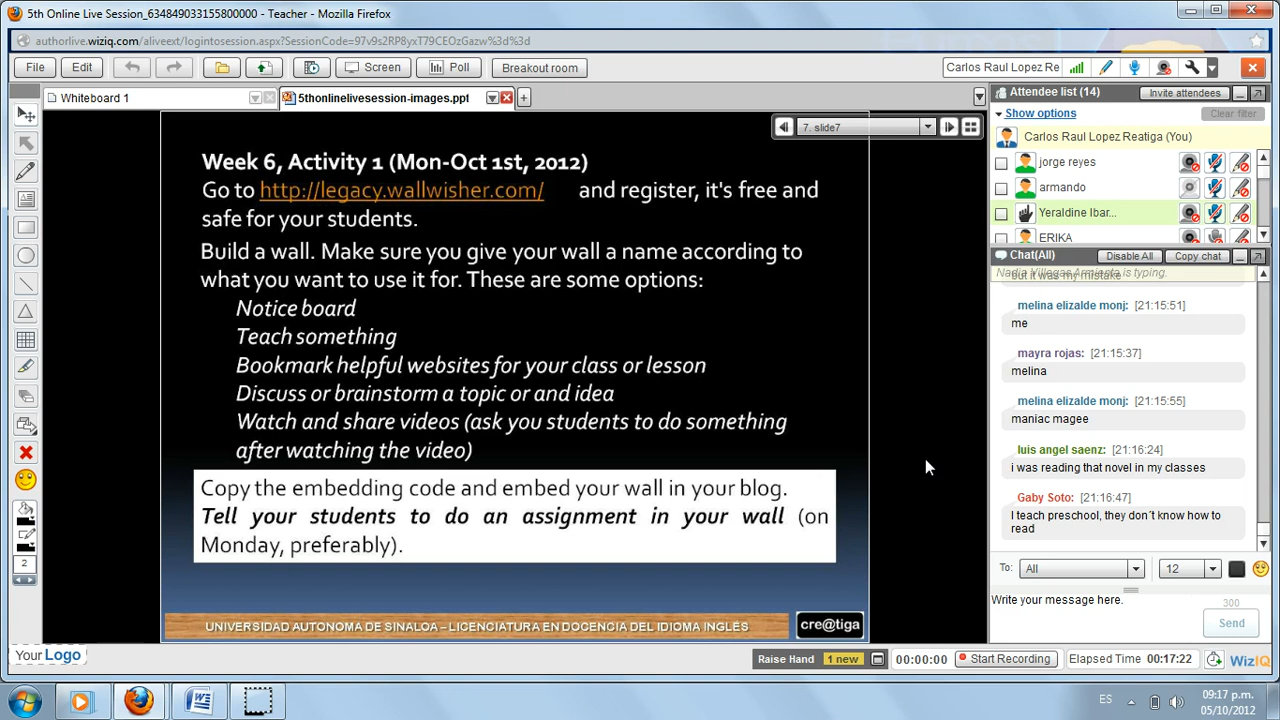 5th Online Live Session_634849033155800000 - Teacher - Mozilla Firefox
authorlive.wiziq.com/aliveext/logintosession.aspx?SessionCode=97v9s2RP8yxT79CEOzGazw%3d%3d
File Edit Screen Poll Breakout room Carlos Raul Lopez Re
Whiteboard 1 5thonlinelivesession-images.ppt
7. slide7
Week 6, Activity 1 (Mon-Oct 1st, 2012)
Go to http://legacy.wallwisher.com/ and register, it's free and
safe for your students.
Build a wall. Make sure you give your wall a name according to
what you want to use it for. These are some options:
Notice board
Teach something
Bookmark helpful websites for your class or lesson
Discuss or brainstorm a topic or and idea
Watch and share videos (ask you students to do something
after watching the video)
Copy the embedding code and embed your wall in your blog.
Tell your students to do an assignment in your wall (on
Monday, preferably).
UNIVERSIDAD AUTONOMA DE SINALOA – LICENCIATURA EN DOCENCIA DEL IDIOMA INGLÉS
cre@tiga
2
Your Logo
Attendee list (14) Invite attendees
Show options Clear filter
Carlos Raul Lopez Reatiga (You)
jorge reyes
armando
Yeraldine Ibar...
ERIKA
Chat(All) Disable All Copy chat
Nadia Villegas Armenta is typing.
but it was my mistake
melina elizalde monj: [21:15:51]
me
mayra rojas: [21:15:37]
melina
melina elizalde monj: [21:15:55]
maniac magee
luis angel saenz: [21:16:24]
i was reading that novel in my classes
Gaby Soto: [21:16:47]
I teach preschool, they don´t know how to
read
To: All 12
Write your message here.
300
Send
Raise Hand 1 new 00:00:00 Start Recording Elapsed Time 00:17:22 WizIQ
ES 09:17 p.m.
05/10/2012